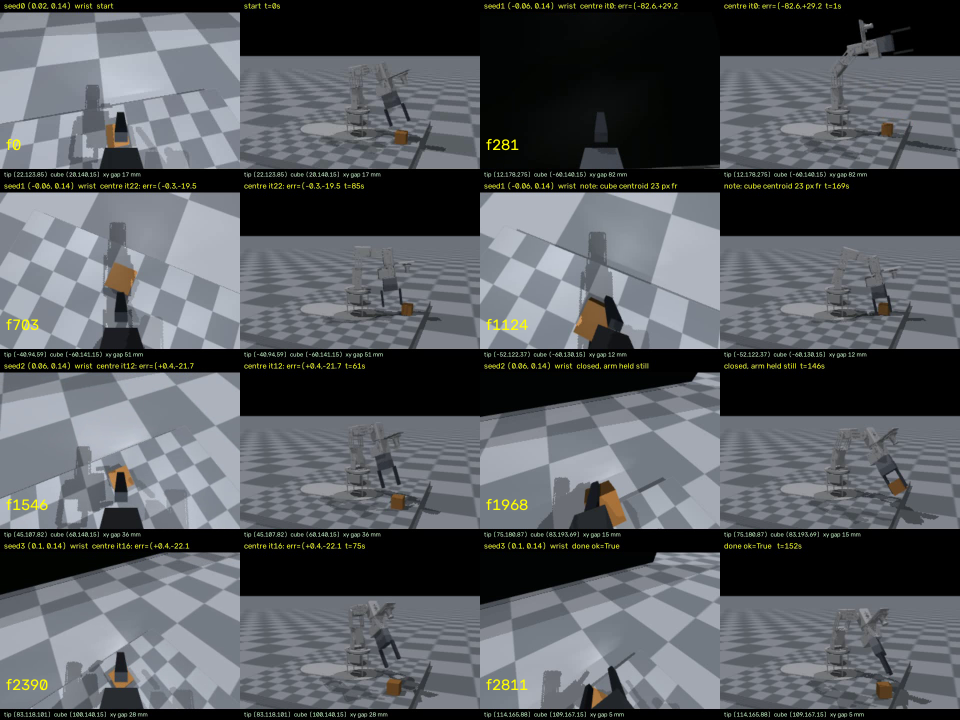 seed0 (0.02, 0.14) wrist start
start t=0s
seed1 (-0.06, 0.14) wrist centre it0: err=(-82.6,+29.2
centre it0: err=(-82.6,+29.2 t=1s
f0
f281
tip (22,123,85) cube (20,140,15) xy gap 17 mm
tip (22,123,85) cube (20,140,15) xy gap 17 mm
tip (12,178,275) cube (-60,140,15) xy gap 82 mm
tip (12,178,275) cube (-60,140,15) xy gap 82 mm
seed1 (-0.06, 0.14) wrist centre it22: err=(-0.3,-19.5
centre it22: err=(-0.3,-19.5 t=85s
seed1 (-0.06, 0.14) wrist note: cube centroid 23 px fr
note: cube centroid 23 px fr t=169s
f703
f1124
tip (-40,94,59) cube (-60,141,15) xy gap 51 mm
tip (-40,94,59) cube (-60,141,15) xy gap 51 mm
tip (-52,122,37) cube (-60,130,15) xy gap 12 mm
tip (-52,122,37) cube (-60,130,15) xy gap 12 mm
seed2 (0.06, 0.14) wrist centre it12: err=(+0.4,-21.7
centre it12: err=(+0.4,-21.7 t=61s
seed2 (0.06, 0.14) wrist closed, arm held still
closed, arm held still t=146s
f1546
f1968
tip (45,107,82) cube (60,140,15) xy gap 36 mm
tip (45,107,82) cube (60,140,15) xy gap 36 mm
tip (75,180,87) cube (83,193,69) xy gap 15 mm
tip (75,180,87) cube (83,193,69) xy gap 15 mm
seed3 (0.1, 0.14) wrist centre it16: err=(+0.4,-22.1
centre it16: err=(+0.4,-22.1 t=75s
seed3 (0.1, 0.14) wrist done ok=True
done ok=True t=152s
f2390
f2811
tip (83,118,101) cube (100,140,15) xy gap 28 mm
tip (83,118,101) cube (100,140,15) xy gap 28 mm
tip (114,165,88) cube (109,167,15) xy gap 5 mm
tip (114,165,88) cube (109,167,15) xy gap 5 mm